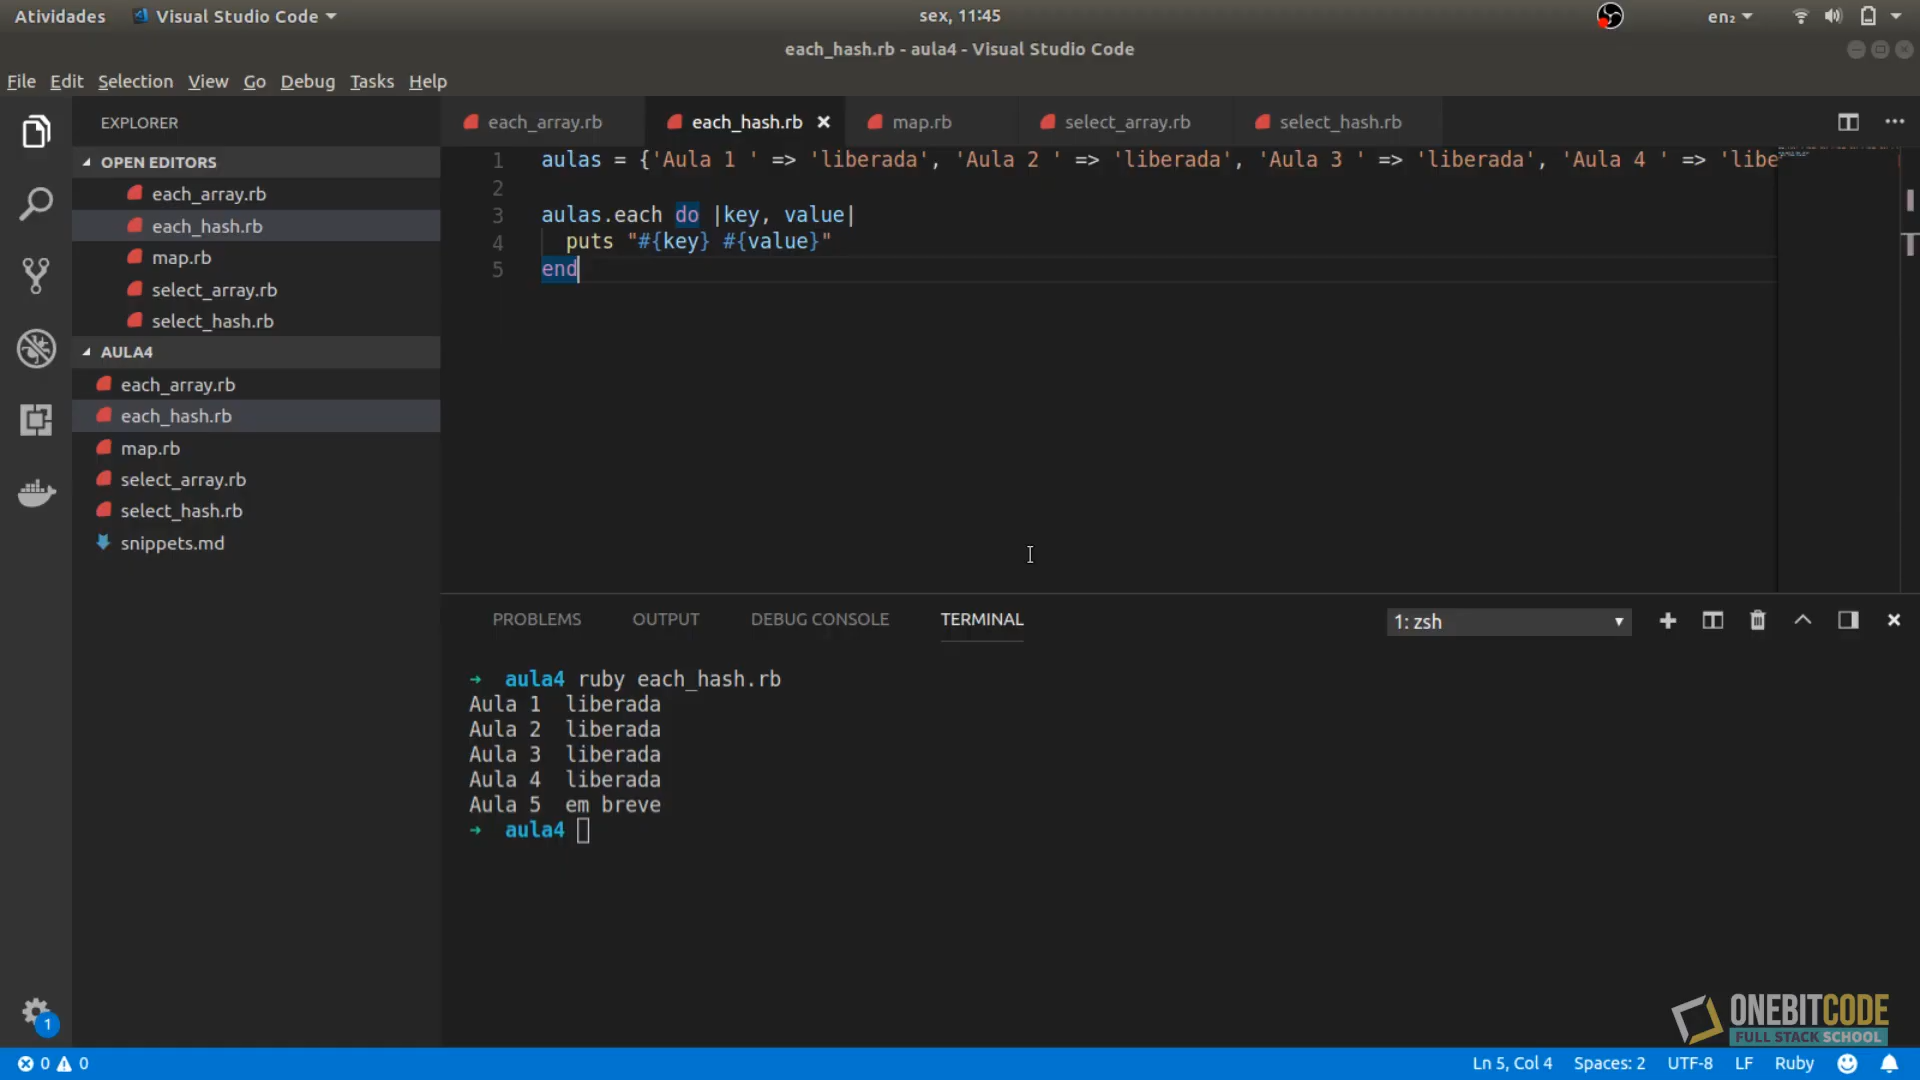 Atividades Visual Studio Code sex, 11:45 en₂
each_hash.rb - aula4 - Visual Studio Code
File Edit Selection View Go Debug Tasks Help
EXPLORER
OPEN EDITORS
each_array.rb
each_hash.rb
map.rb
select_array.rb
select_hash.rb
AULA4
each_array.rb
each_hash.rb
map.rb
select_array.rb
select_hash.rb
snippets.md
1
each_array.rb each_hash.rb map.rb select_array.rb select_hash.rb
1 aulas = {'Aula 1 ' => 'liberada', 'Aula 2 ' => 'liberada', 'Aula 3 ' => 'liberada', 'Aula 4 ' => 'libe
2
3 aulas.each do |key, value|
4 puts "#{key} #{value}"
5 end
PROBLEMS OUTPUT DEBUG CONSOLE TERMINAL 1: zsh
➜ aula4 ruby each_hash.rb
Aula 1  liberada
Aula 2  liberada
Aula 3  liberada
Aula 4  liberada
Aula 5  em breve
➜ aula4
ONEBITCODE
FULL STACK SCHOOL
0 0 Ln 5, Col 4 Spaces: 2 UTF-8 LF Ruby